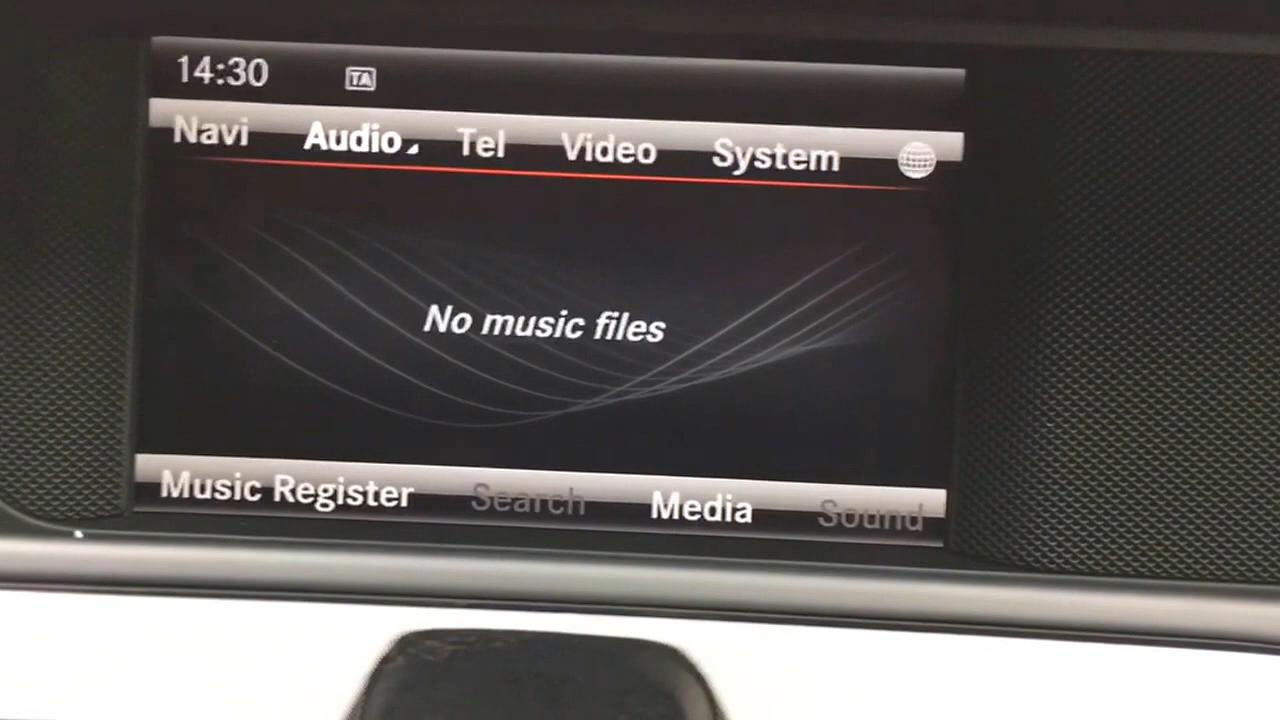 14:30 TA
Navi Audio Tel Video System
No music files
Music Register Search Media Sound